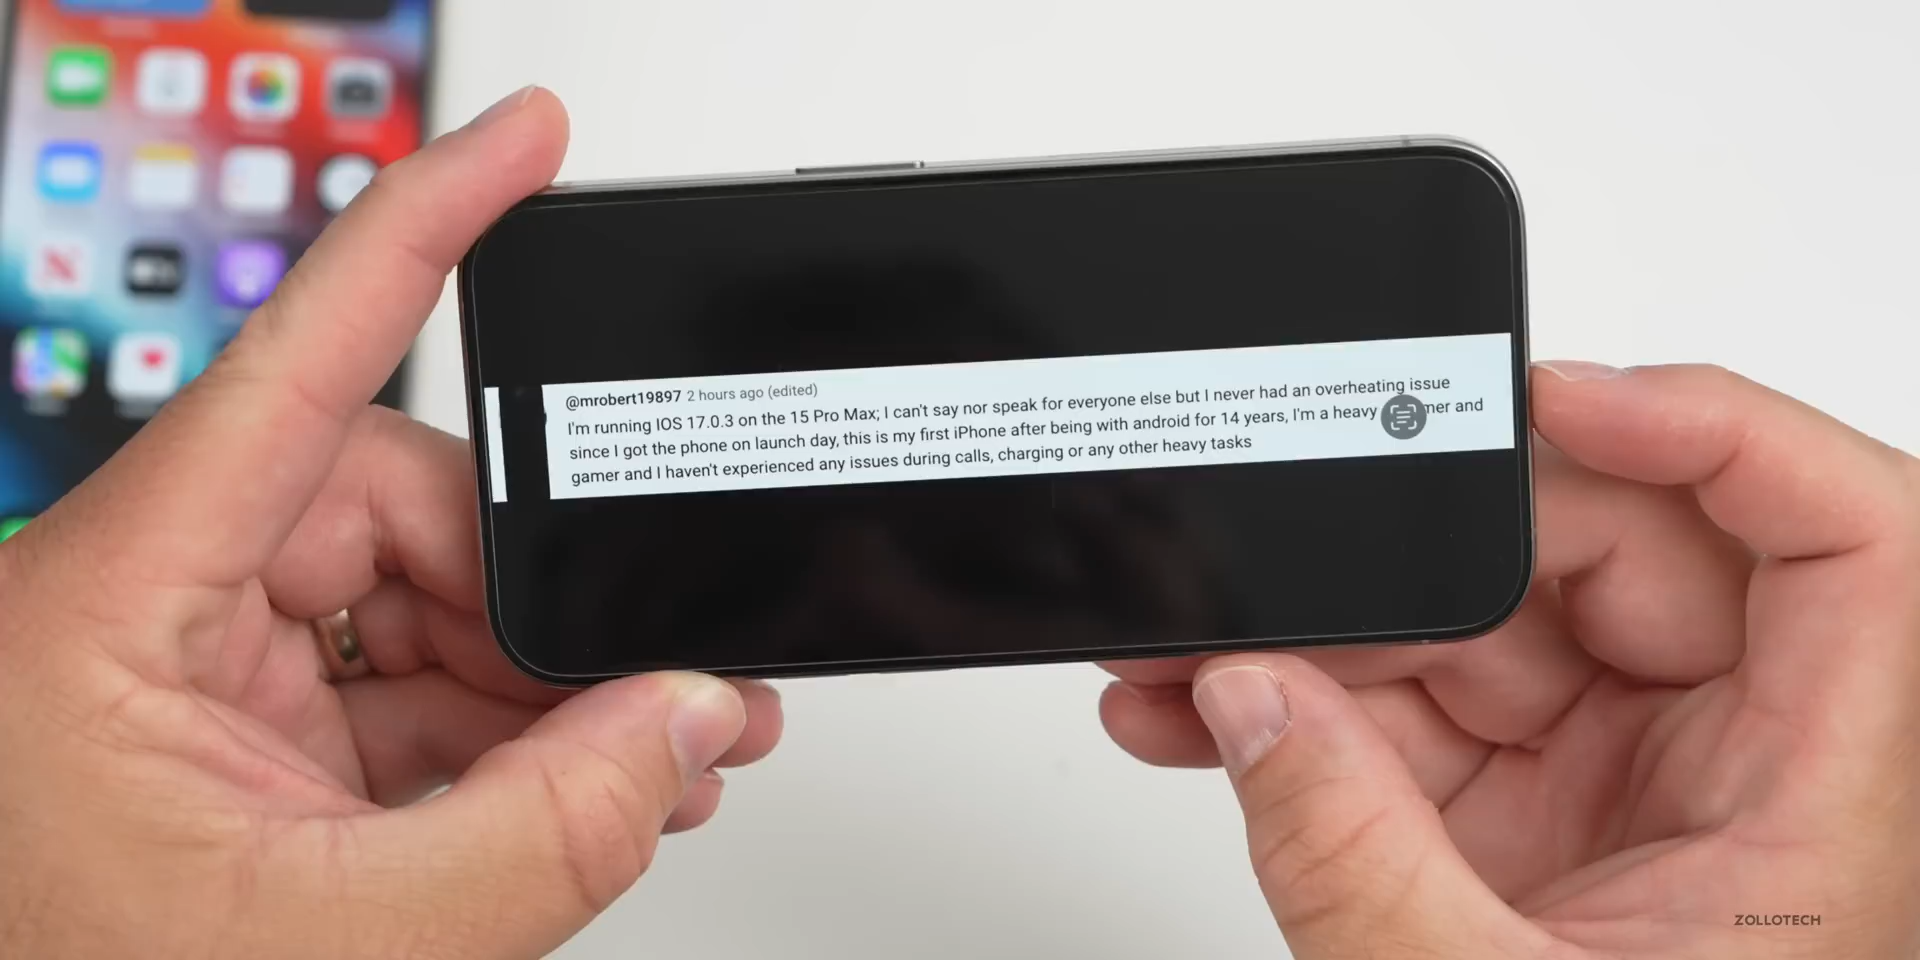 @mrobert19897 2 hours ago (edited)
I'm running IOS 17.0.3 on the 15 Pro Max; I can't say nor speak for everyone else but I never had an overheating issue
since I got the phone on launch day, this is my first iPhone after being with android for 14 years, I'm a heavy mer and
gamer and I haven't experienced any issues during calls, charging or any other heavy tasks
ZOLLOTECH